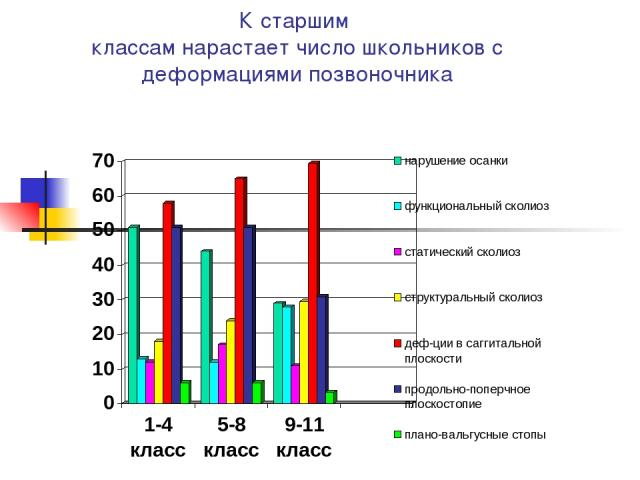 К старшим
классам нарастает число школьников с
деформациями позвоночника
70
60
50
40
30
20
10
0
1-4
класс
5-8
класс
9-11
класс
нарушение осанки
функциональный сколиоз
статический сколиоз
структуральный сколиоз
деф-ции в саггитальной
плоскости
продольно-поперчное
плоскостопие
плано-вальгусные стопы